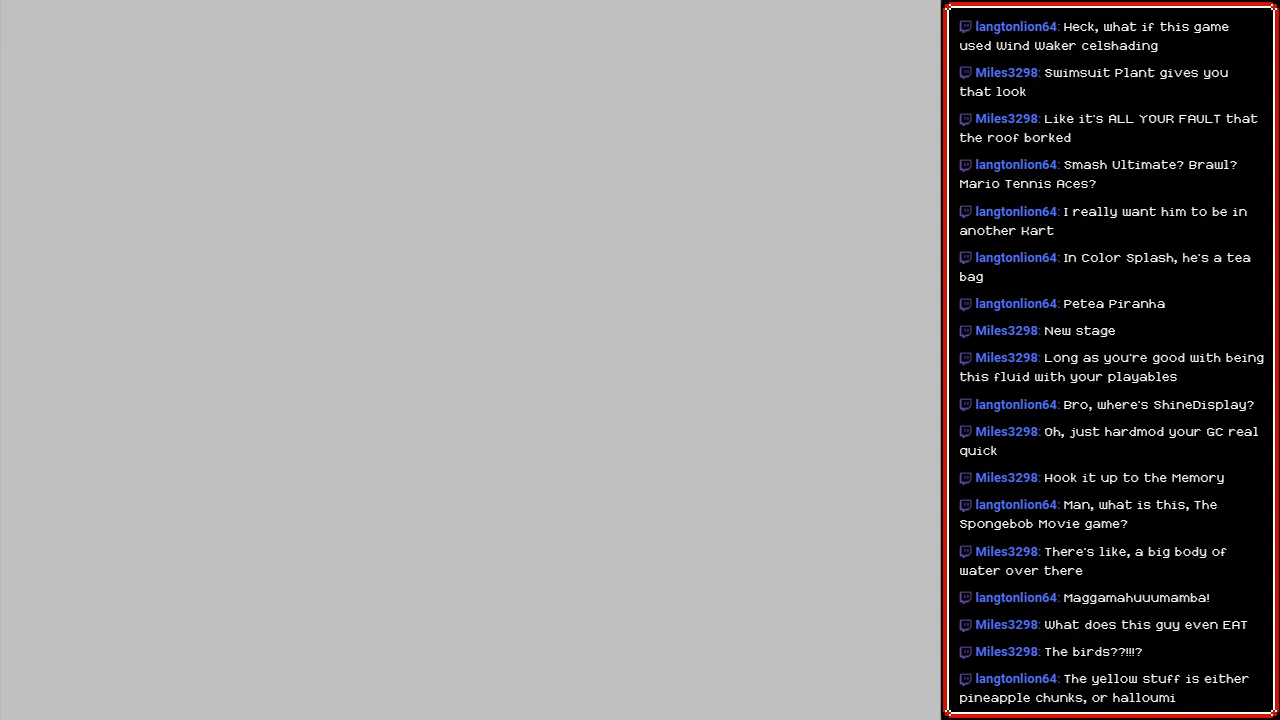 langtonlion64: Heck, what if this game
used Wind Waker celshading
Miles3298: Swimsuit Plant gives you
that look
Miles3298: Like it's ALL YOUR FAULT that
the roof borked
langtonlion64: Smash Ultimate? Brawl?
Mario Tennis Aces?
langtonlion64: I really want him to be in
another Kart
langtonlion64: In Color Splash, he's a tea
bag
langtonlion64: Petea Piranha
Miles3298: New stage
Miles3298: Long as you're good with being
this fluid with your playables
langtonlion64: Bro, where's ShineDisplay?
Miles3298: Oh, just hardmod your GC real
quick
Miles3298: Hook it up to the Memory
langtonlion64: Man, what is this, The
Spongebob Movie game?
Miles3298: There's like, a big body of
water over there
langtonlion64: Maggamahuuumamba!
Miles3298: What does this guy even EAT
Miles3298: The birds??!!!?
langtonlion64: The yellow stuff is either
pineapple chunks, or halloumi